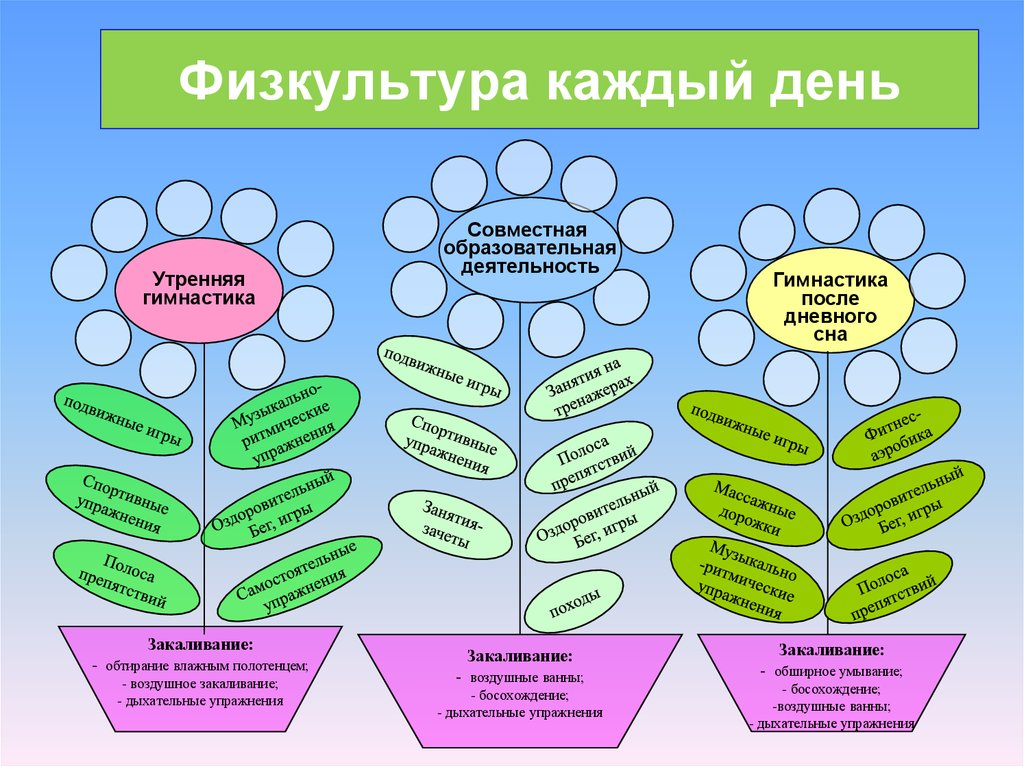 Физкультура каждый день
Утренняя
гимнастика
подвижные игры
Музыкально-
ритмические
упражнения
Спортивные
упражнения
Оздоровительный
Бег, игры
Полоса
препятствий
Самостоятельные
упражнения
Закаливание:
- обтирание влажным полотенцем;
- воздушное закаливание;
- дыхательные упражнения
Совместная
образовательная
деятельность
подвижные игры
Занятия на
тренажерах
Спортивные
упражнения
Полоса
препятствий
Занятия-
зачеты
Оздоровительный
Бег, игры
походы
Закаливание:
- воздушные ванны;
- босохождение;
- дыхательные упражнения
Гимнастика
после
дневного
сна
подвижные игры
Фитнес-
аэробика
Массажные
дорожки
Оздоровительный
Бег, игры
Музыкально
-ритмические
упражнения
Полоса
препятствий
Закаливание:
- обширное умывание;
- босохождение;
-воздушные ванны;
- дыхательные упражнения